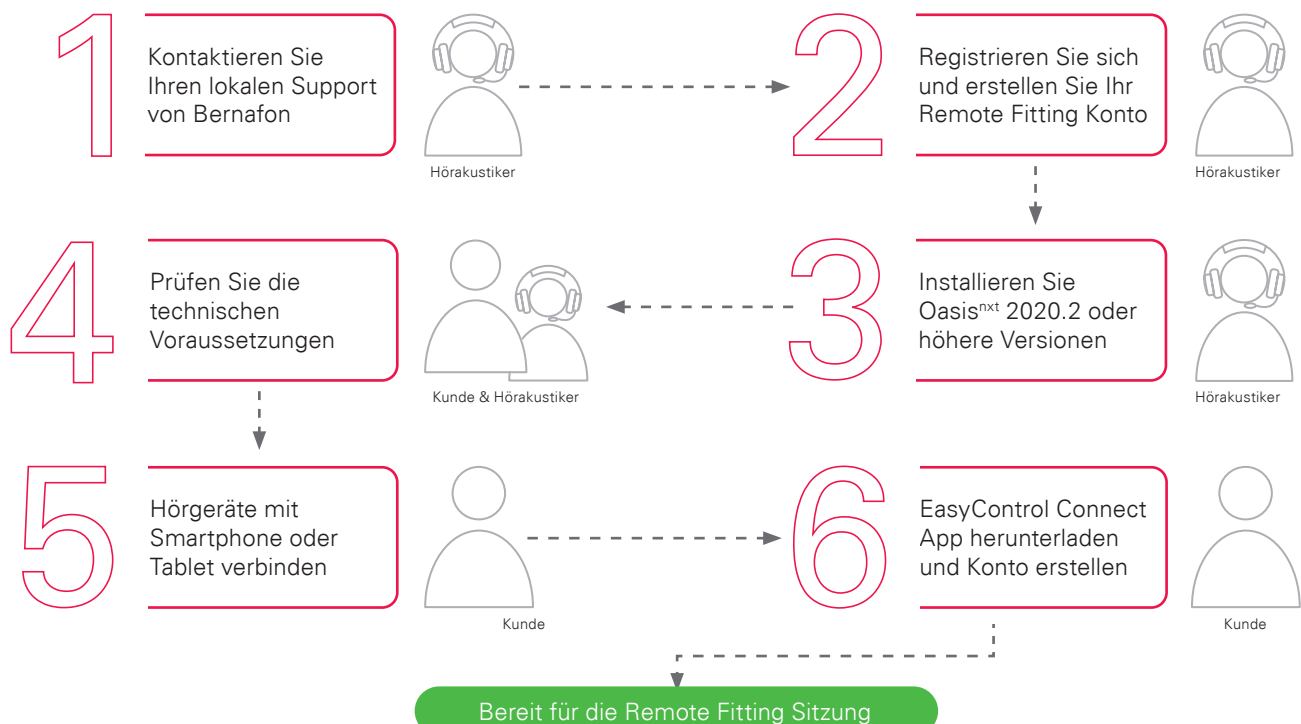 1
Kontaktieren Sie
Ihren lokalen Support
von Bernafon
Hörakustiker
2
Registrieren Sie sich
und erstellen Sie Ihr
Remote Fitting Konto
Hörakustiker
3
Installieren Sie
Oasisnxt 2020.2 oder
höhere Versionen
Hörakustiker
4
Prüfen Sie die
technischen
Voraussetzungen
Kunde & Hörakustiker
5
Hörgeräte mit
Smartphone oder
Tablet verbinden
Kunde
6
EasyControl Connect
App herunterladen
und Konto erstellen
Kunde
Bereit für die Remote Fitting Sitzung